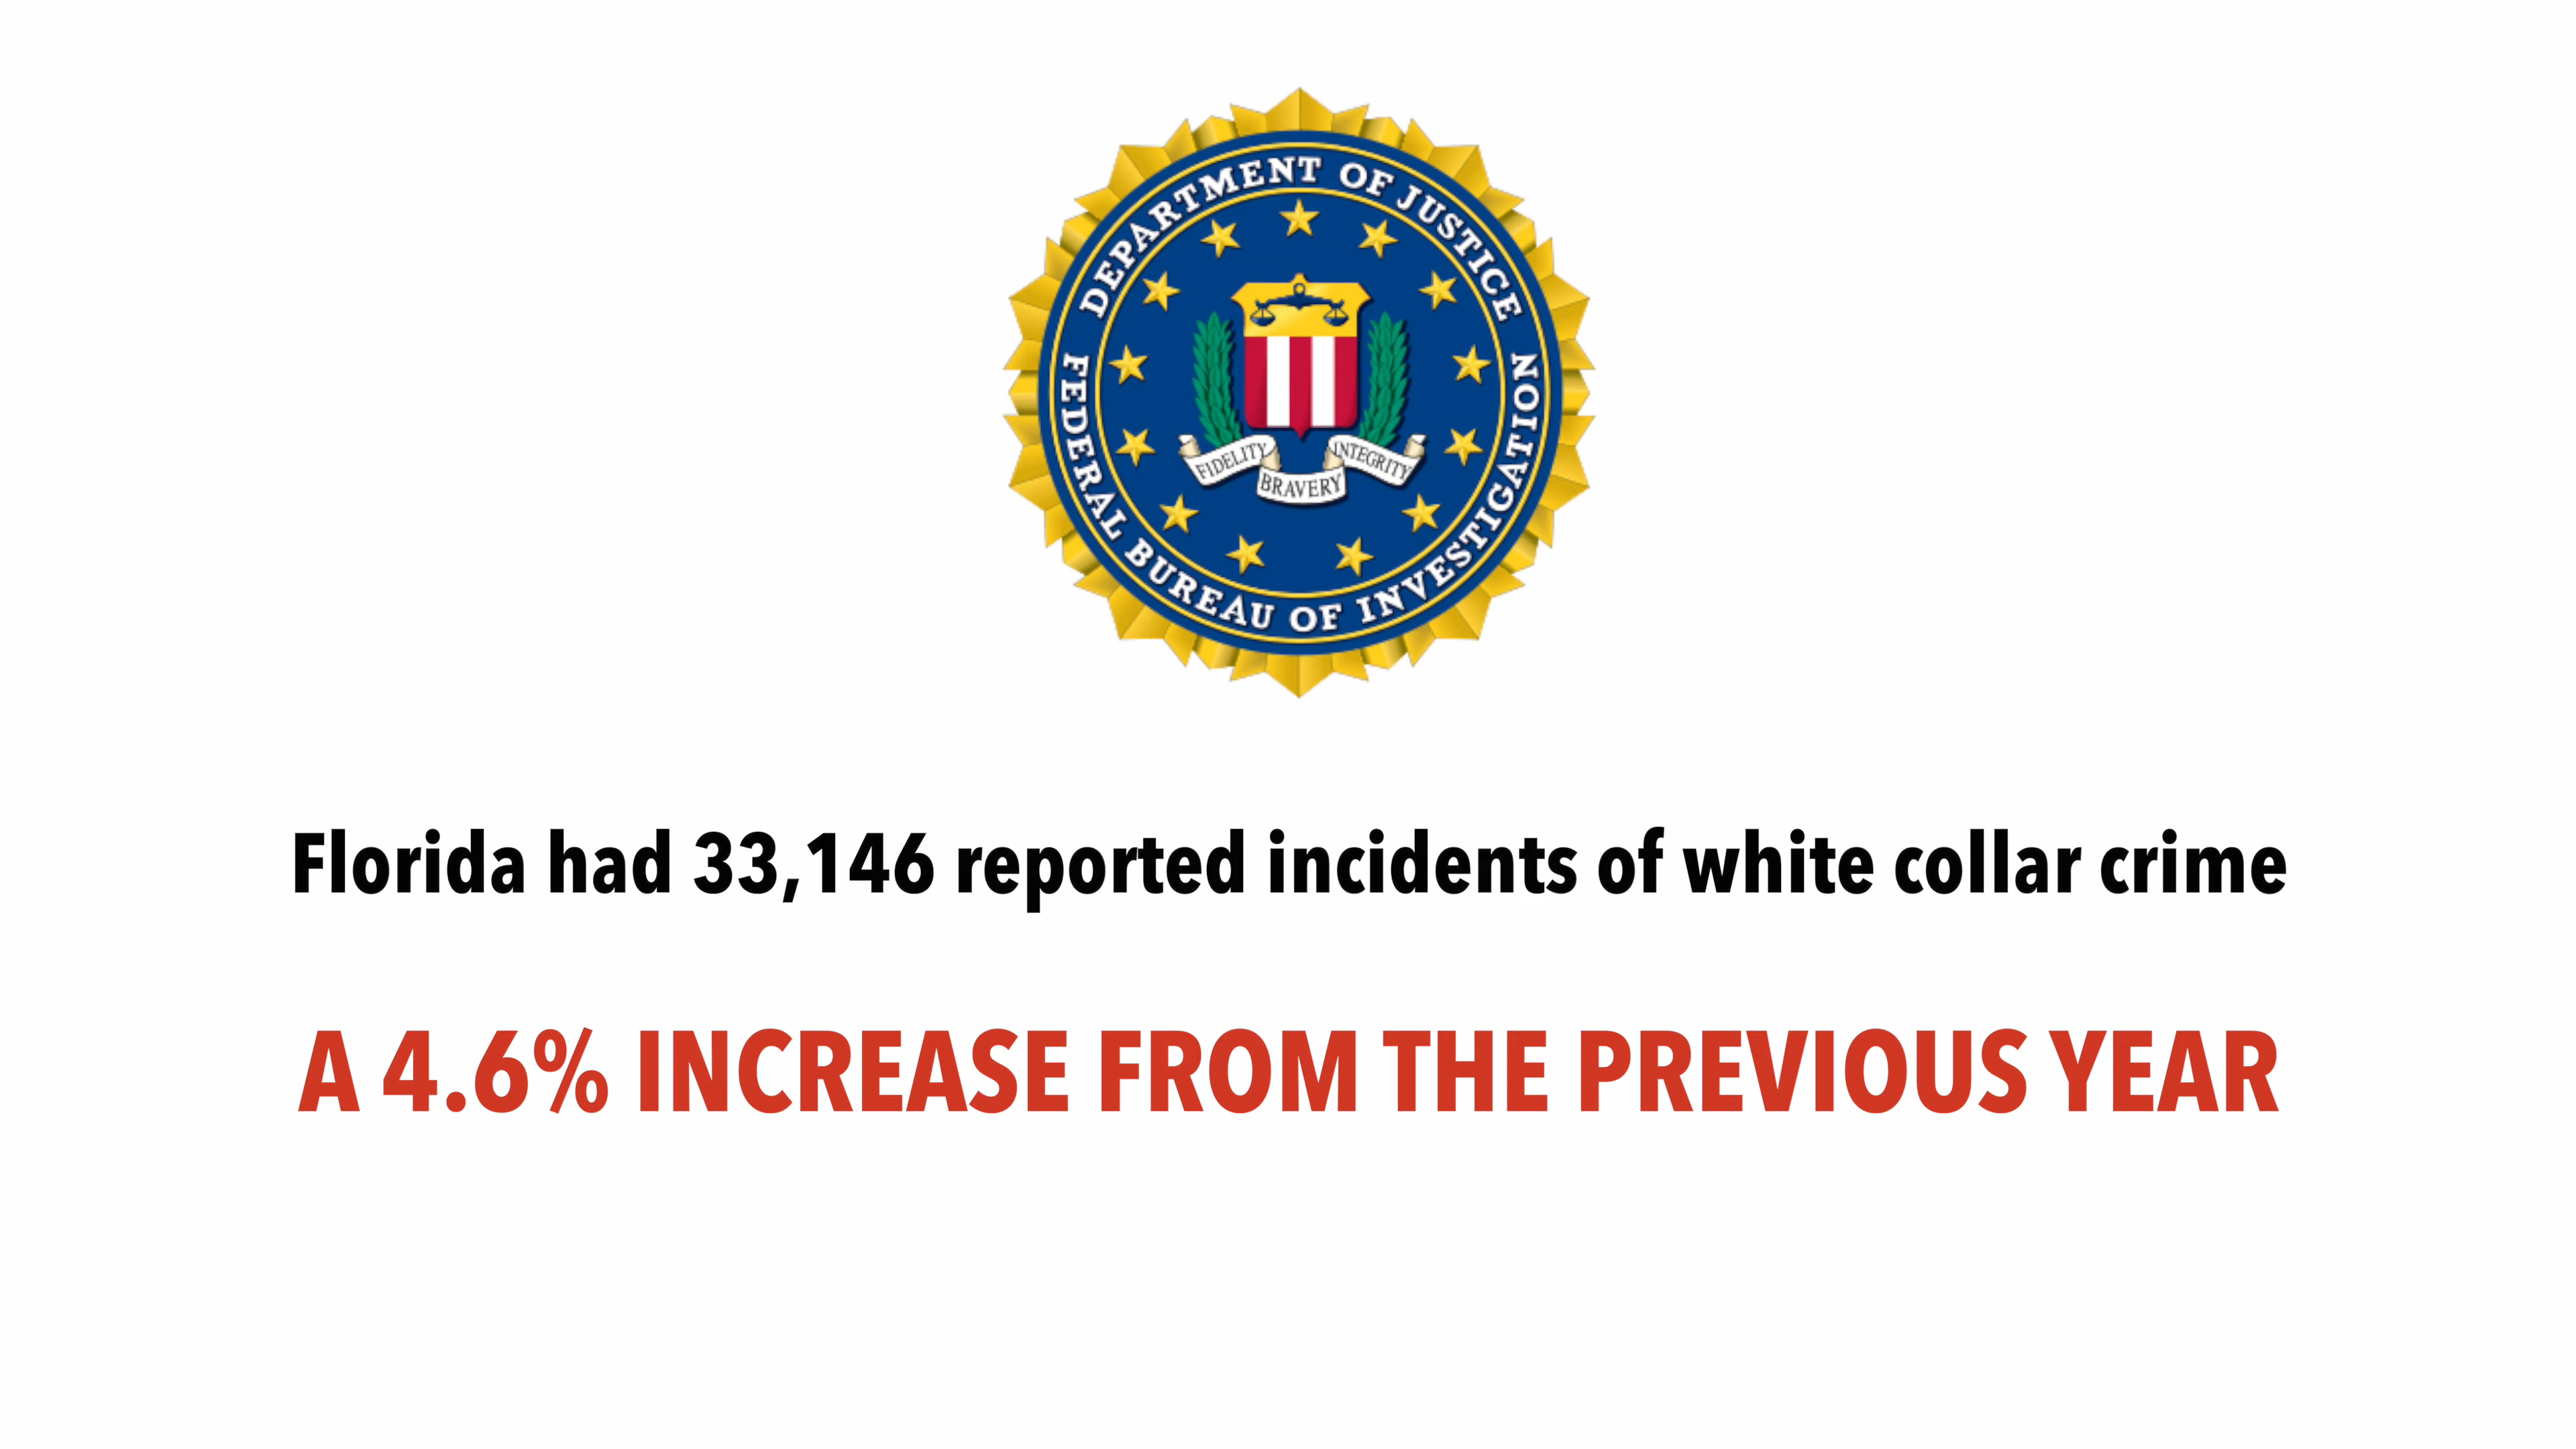 DEPARTMENT OF JUSTICE
FIDELITY
BRAVERY
INTEGRITY
FEDERAL BUREAU OF INVESTIGATION
Florida had 33,146 reported incidents of white collar crime
A 4.6% INCREASE FROM THE PREVIOUS YEAR